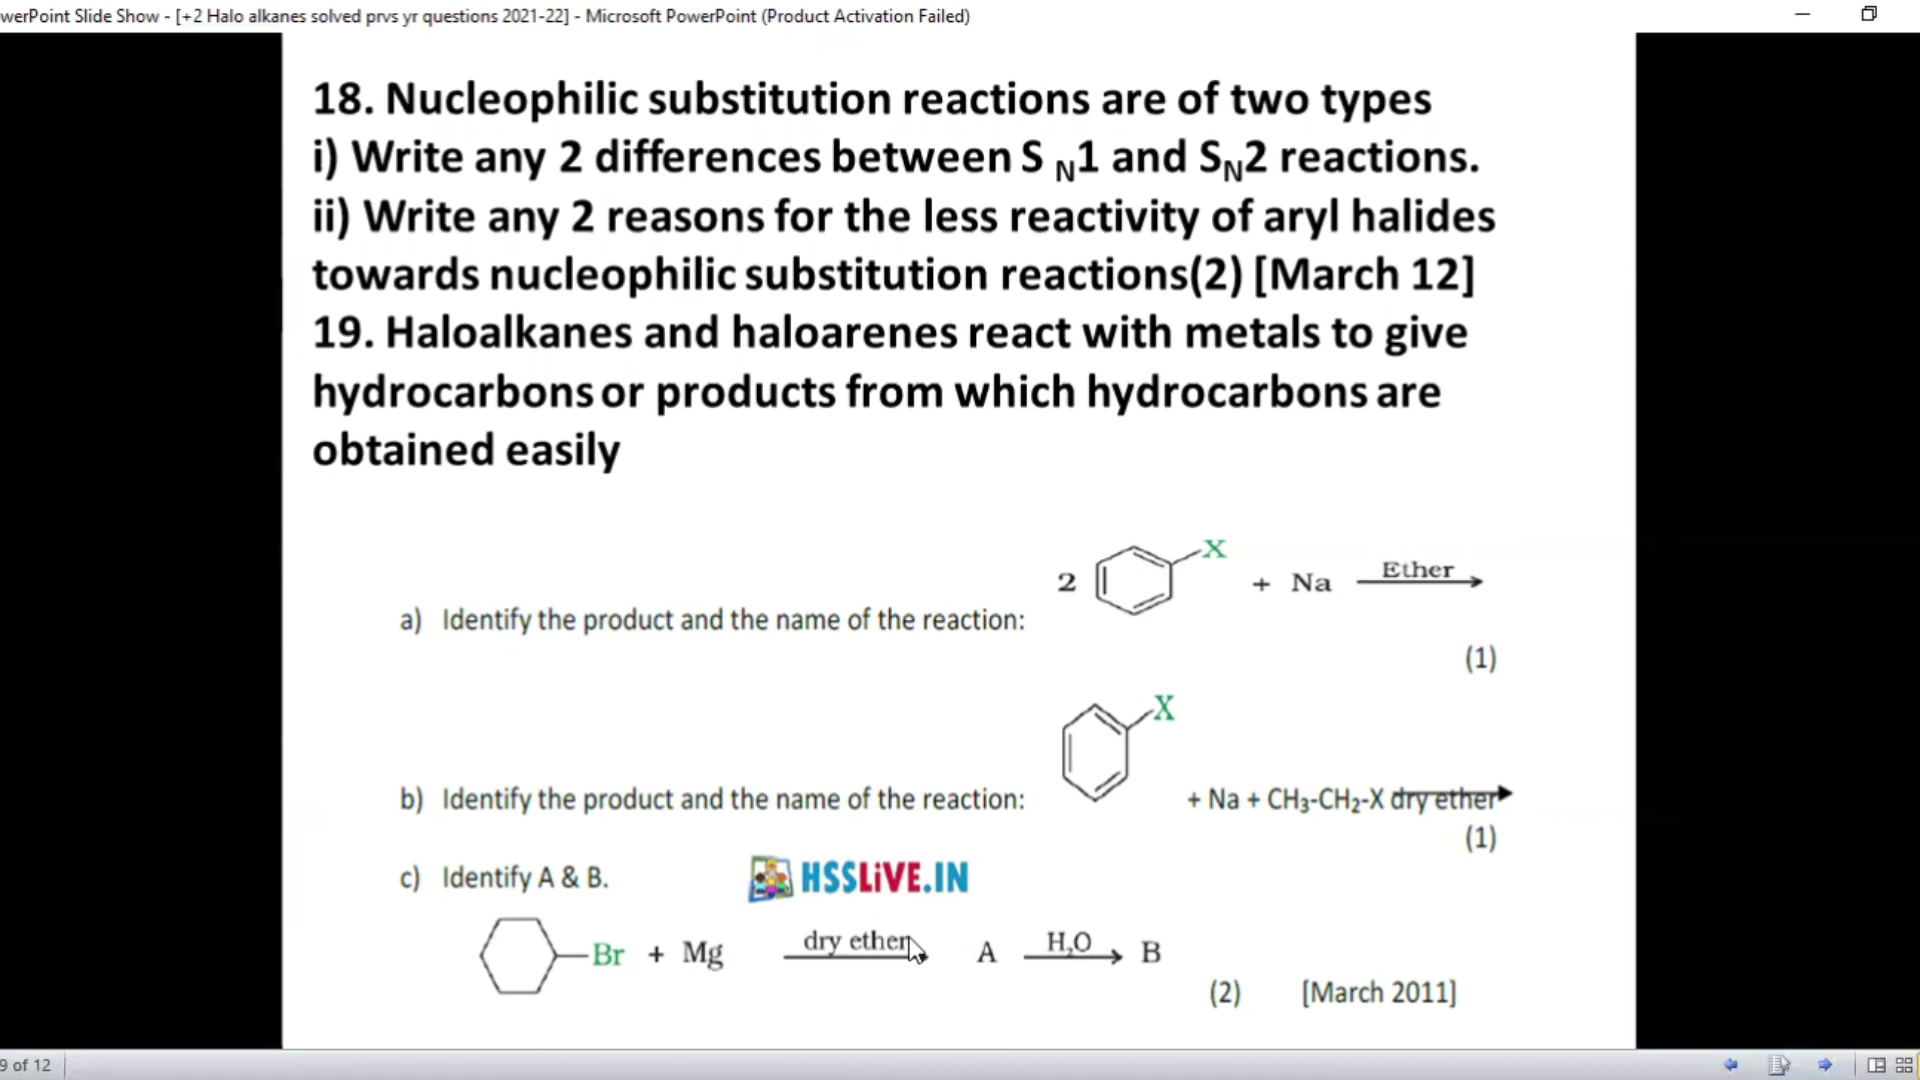 werPoint Slide Show - [+2 Halo alkanes solved prvs yr questions 2021-22] - Microsoft PowerPoint (Product Activation Failed)
18. Nucleophilic substitution reactions are of two types
i) Write any 2 differences between S N1 and SN2 reactions.
ii) Write any 2 reasons for the less reactivity of aryl halides
towards nucleophilic substitution reactions(2) [March 12]
19. Haloalkanes and haloarenes react with metals to give
hydrocarbons or products from which hydrocarbons are
obtained easily
2 X + Na Ether
a) Identify the product and the name of the reaction:
(1)
X
b) Identify the product and the name of the reaction: + Na + CH3-CH2-X dry ether
(1)
c) Identify A & B. HSSLiVE.IN
Br + Mg dry ether A H2O B
(2) [March 2011]
9 of 12